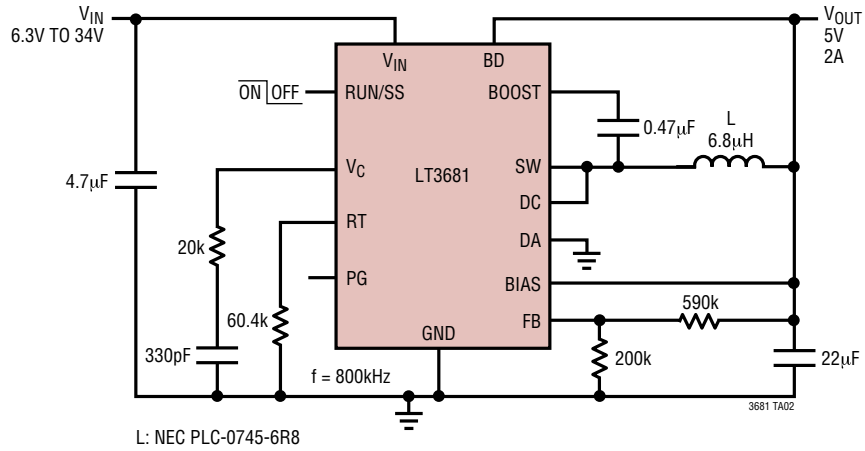 VIN
6.3V TO 34V
VOUT
5V
2A
VIN
BD
ON OFF
RUN/SS
BOOST
L
6.8µH
0.47µF
4.7µF
VC
LT3681
SW
DC
20k
RT
DA
PG
BIAS
60.4k
590k
FB
GND
330pF
200k
22µF
f = 800kHz
3681 TA02
L: NEC PLC-0745-6R8